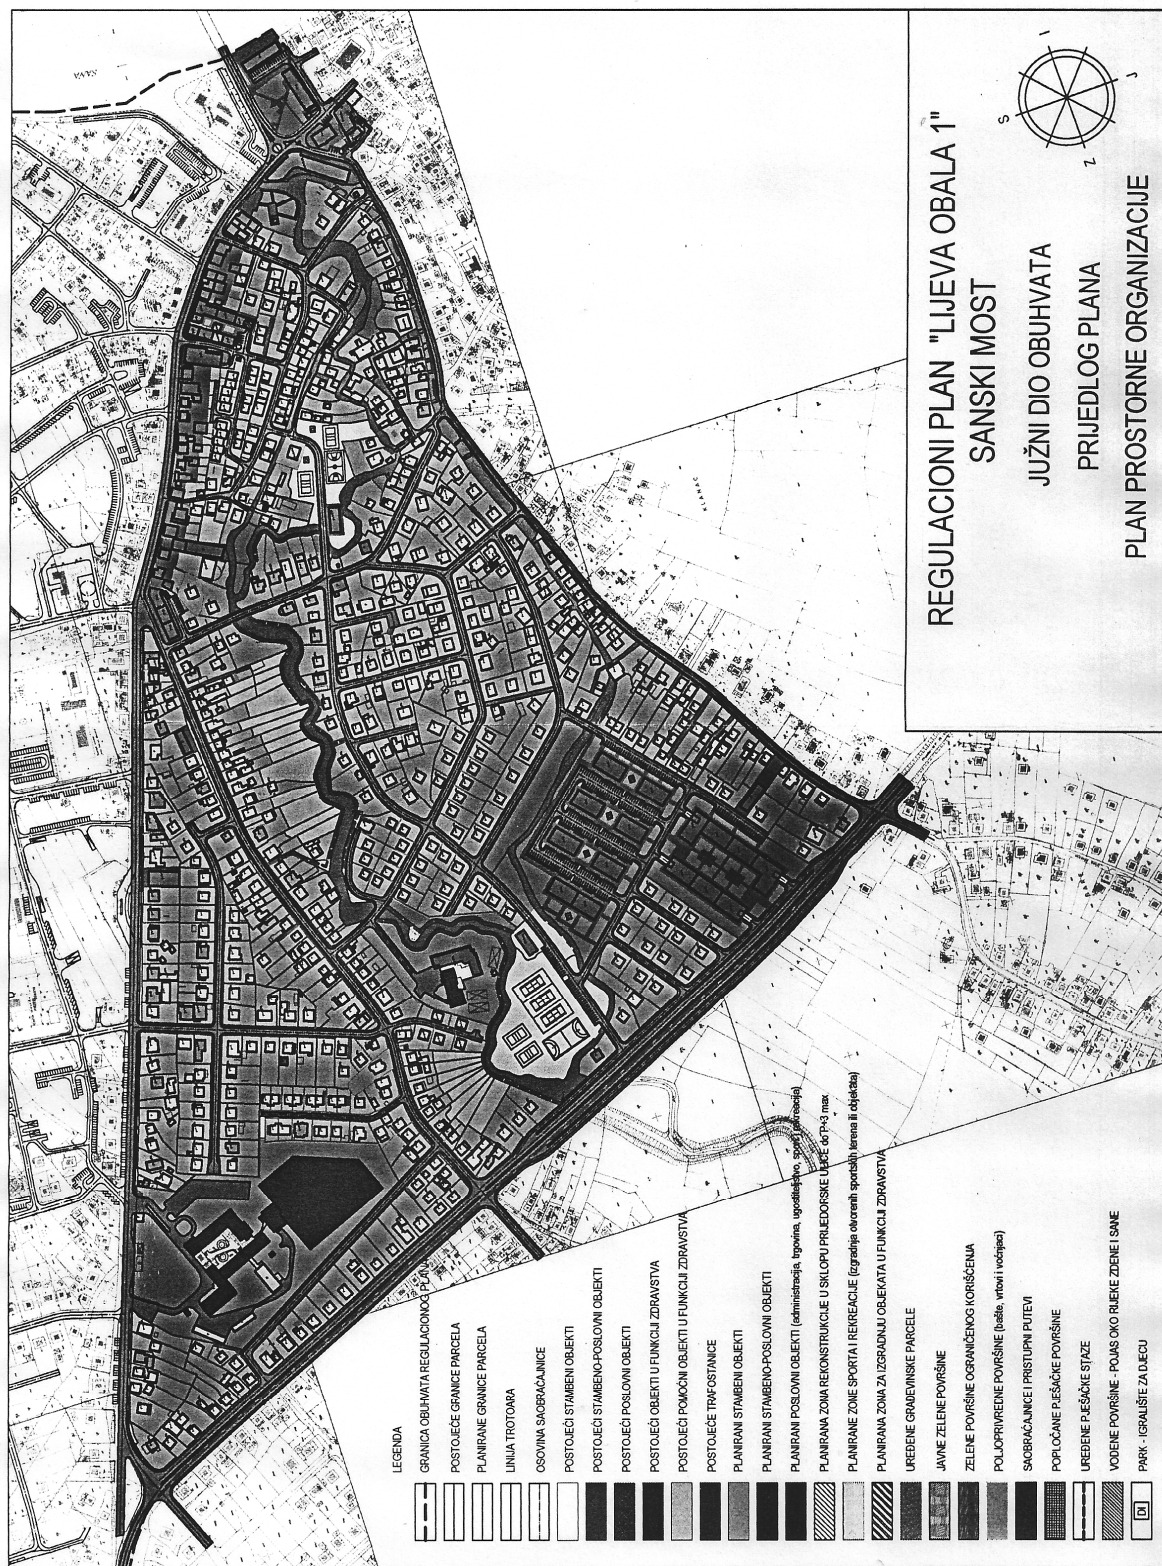 REGULACIONI PLAN "LIJEVA OBALA 1"
SANSKI MOST
JUŽNI DIO OBUHVATA
PRIJEDLOG PLANA
PLAN PROSTORNE ORGANIZACIJE
I
J
S
Z
LEGENDA
GRANICA OBUHVATA REGULACIONOG PLANA
POSTOJEĆE GRANICE PARCELA
PLANIRANE GRANICE PARCELA
LINIJA TROTOARA
OSOVINA SAOBRAĆAJNICE
POSTOJEĆI STAMBENI OBJEKTI
POSTOJEĆI STAMBENO-POSLOVNI OBJEKTI
POSTOJEĆI POSLOVNI OBJEKTI
POSTOJEĆI OBJEKTI U FUNKCIJI ZDRAVSTVA
POSTOJEĆI POMOĆNI OBJEKTI U FUNKCIJI ZDRAVSTVA
POSTOJEĆE TRAFOSTANICE
PLANIRANI STAMBENI OBJEKTI
PLANIRANI STAMBENO-POSLOVNI OBJEKTI
PLANIRANI POSLOVNI OBJEKTI (administracija, trgovina, ugostiteljstvo, sport i rekreacija)
PLANIRANA ZONA REKONSTRUKCIJE U SKLOPU PRIJEDORSKE ULICE do P+3 max
PLANIRANE ZONE SPORTA I REKREACIJE (izgradnja otvorenih sportskih terena ili objekata)
PLANIRANA ZONA ZA IZGRADNJU OBJEKATA U FUNKCIJI ZDRAVSTVA
UREĐENE GRAĐEVINSKE PARCELE
JAVNE ZELENE POVRŠINE
ZELENE POVRŠINE OGRANIČENOG KORIŠĆENJA
POLJOPRIVREDNE POVRŠINE (bašte, vrtovi i voćnjaci)
SAOBRAĆAJNICE I PRISTUPNI PUTEVI
POPLOČANE PJEŠAČKE POVRŠINE
UREĐENE PJEŠAČKE STAZE
VODENE POVRŠINE - POJAS OKO RIJEKE ZDENE I SANE
DI
PARK - IGRALIŠTE ZA DJECU
SANA